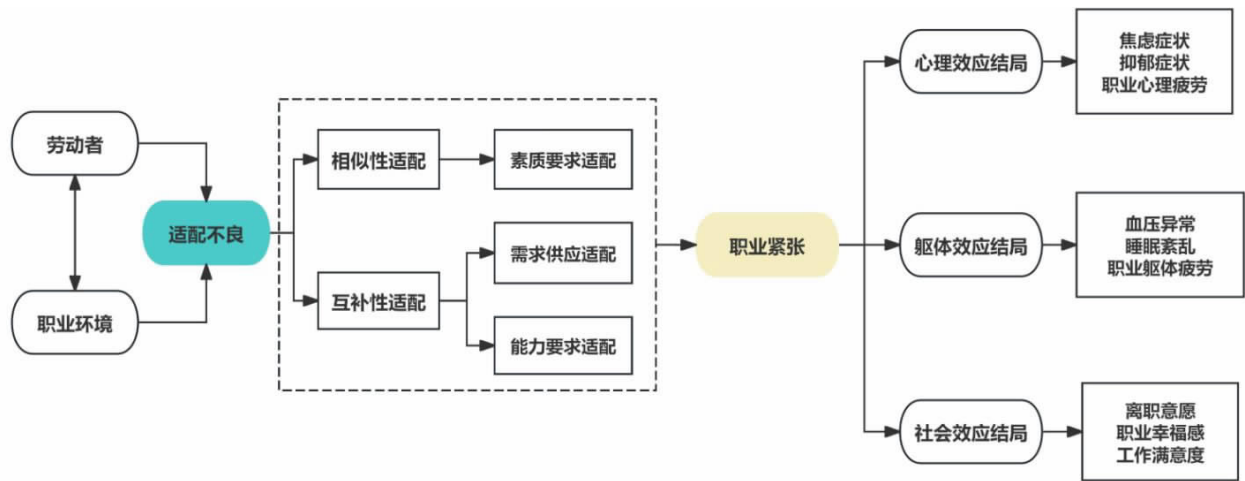 劳动者
职业环境
适配不良
相似性适配
素质要求适配
互补性适配
需求供应适配
能力要求适配
职业紧张
心理效应结局
焦虑症状
抑郁症状
职业心理疲劳
躯体效应结局
血压异常
睡眠紊乱
职业躯体疲劳
社会效应结局
离职意愿
职业幸福感
工作满意度